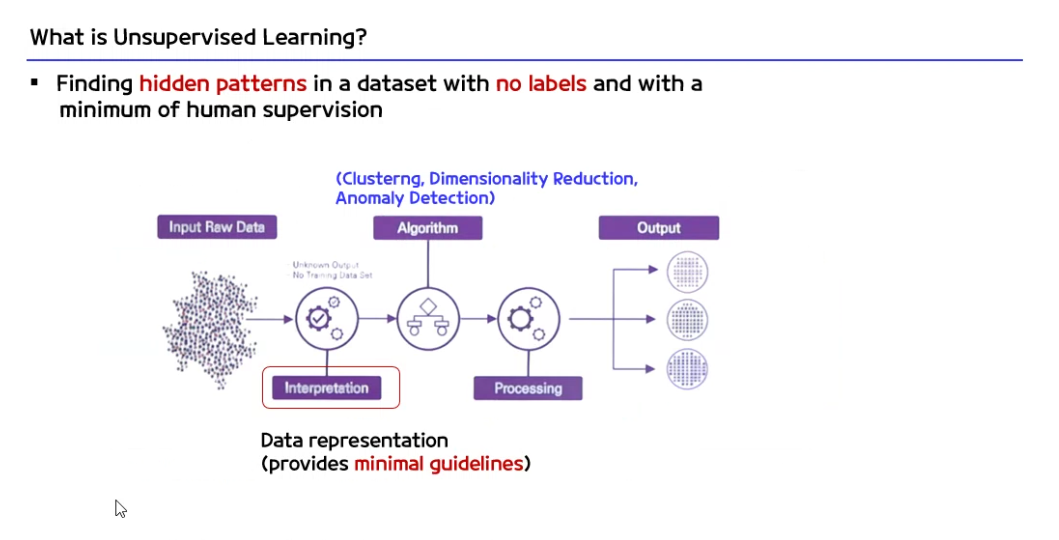 What is Unsupervised Learning?
▪ Finding hidden patterns in a dataset with no labels and with a
minimum of human supervision
(Clusterng, Dimensionality Reduction,
Anomaly Detection)
Input Raw Data
Algorithm
Output
- Unknown Output
- No Training Data Set
Interpretation
Processing
Data representation
(provides minimal guidelines)